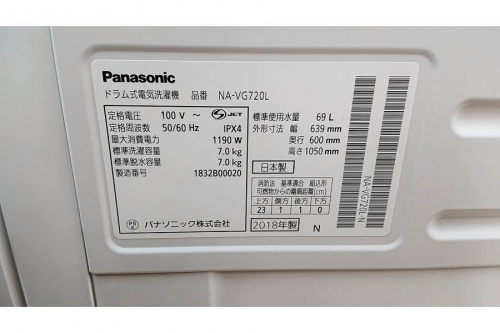 Panasonic
ドラム式電気洗濯機 品番 NA-VG720L
定格電圧 100 V ~ S JET
定格周波数 50/60 Hz IPX4
最大消費電力 1190 W
標準洗濯容量 7.0 kg
標準脱水容量 7.0 kg
製造番号 1832B00020
標準使用水量 69 L
外形寸法 幅 639 mm
奥行 600 mm
高さ 1050 mm
日本製
消防法 基準適合 組込形
可燃物からの離隔距離(cm)
上方 側方 後方 下方
23 1 1 0
PS E パナソニック株式会社
2018年製 N
NA-VG720L-N